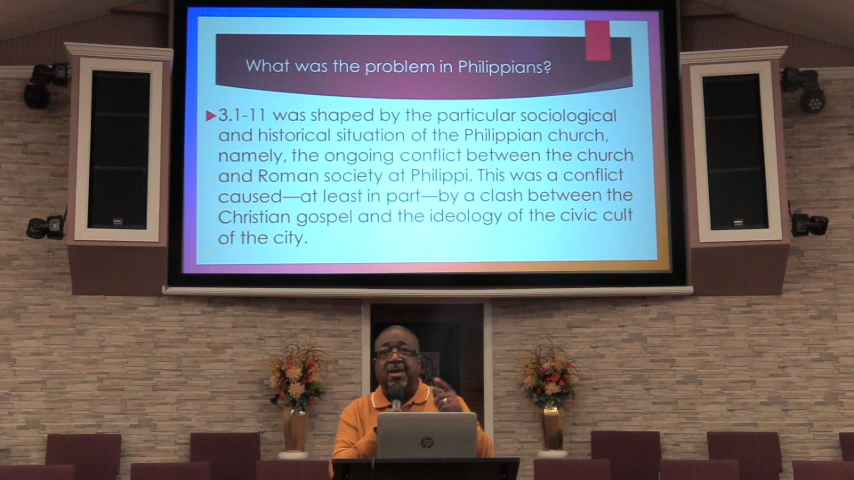 What was the problem in Philippians?
3.1-11 was shaped by the particular sociological
and historical situation of the Philippian church,
namely, the ongoing conflict between the church
and Roman society at Philippi. This was a conflict
caused—at least in part—by a clash between the
Christian gospel and the ideology of the civic cult
of the city.
hp